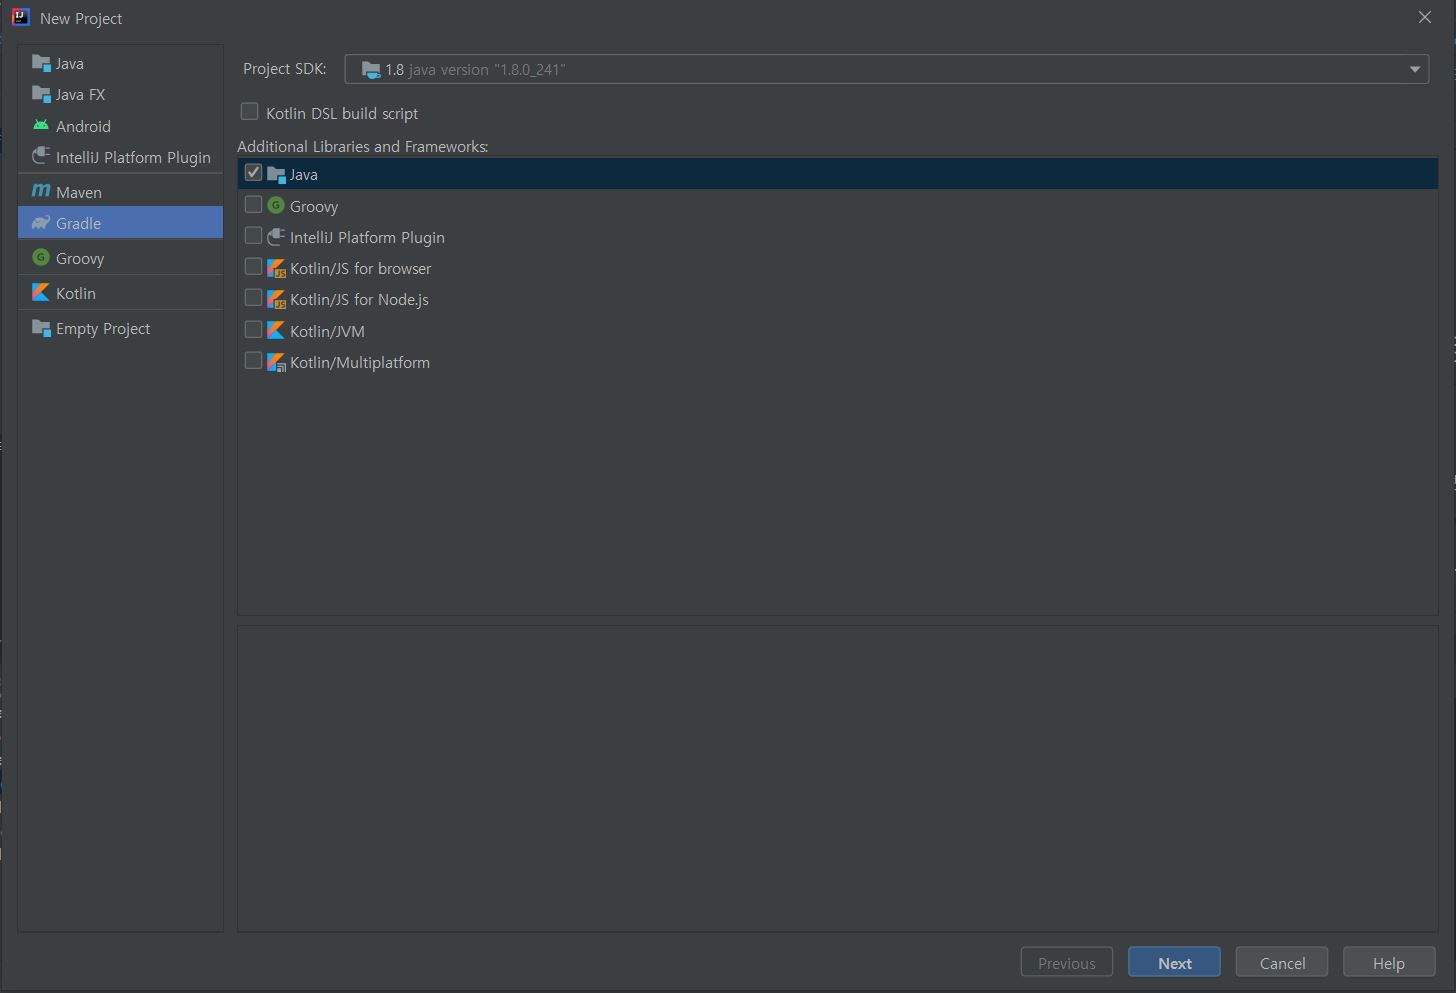 New Project
Java
Java FX
Android
IntelliJ Platform Plugin
Maven
Gradle
Groovy
Kotlin
Empty Project
Project SDK: 1.8 java version "1.8.0_241"
Kotlin DSL build script
Additional Libraries and Frameworks:
Java
Groovy
IntelliJ Platform Plugin
Kotlin/JS for browser
Kotlin/JS for Node.js
Kotlin/JVM
Kotlin/Multiplatform
Previous Next Cancel Help